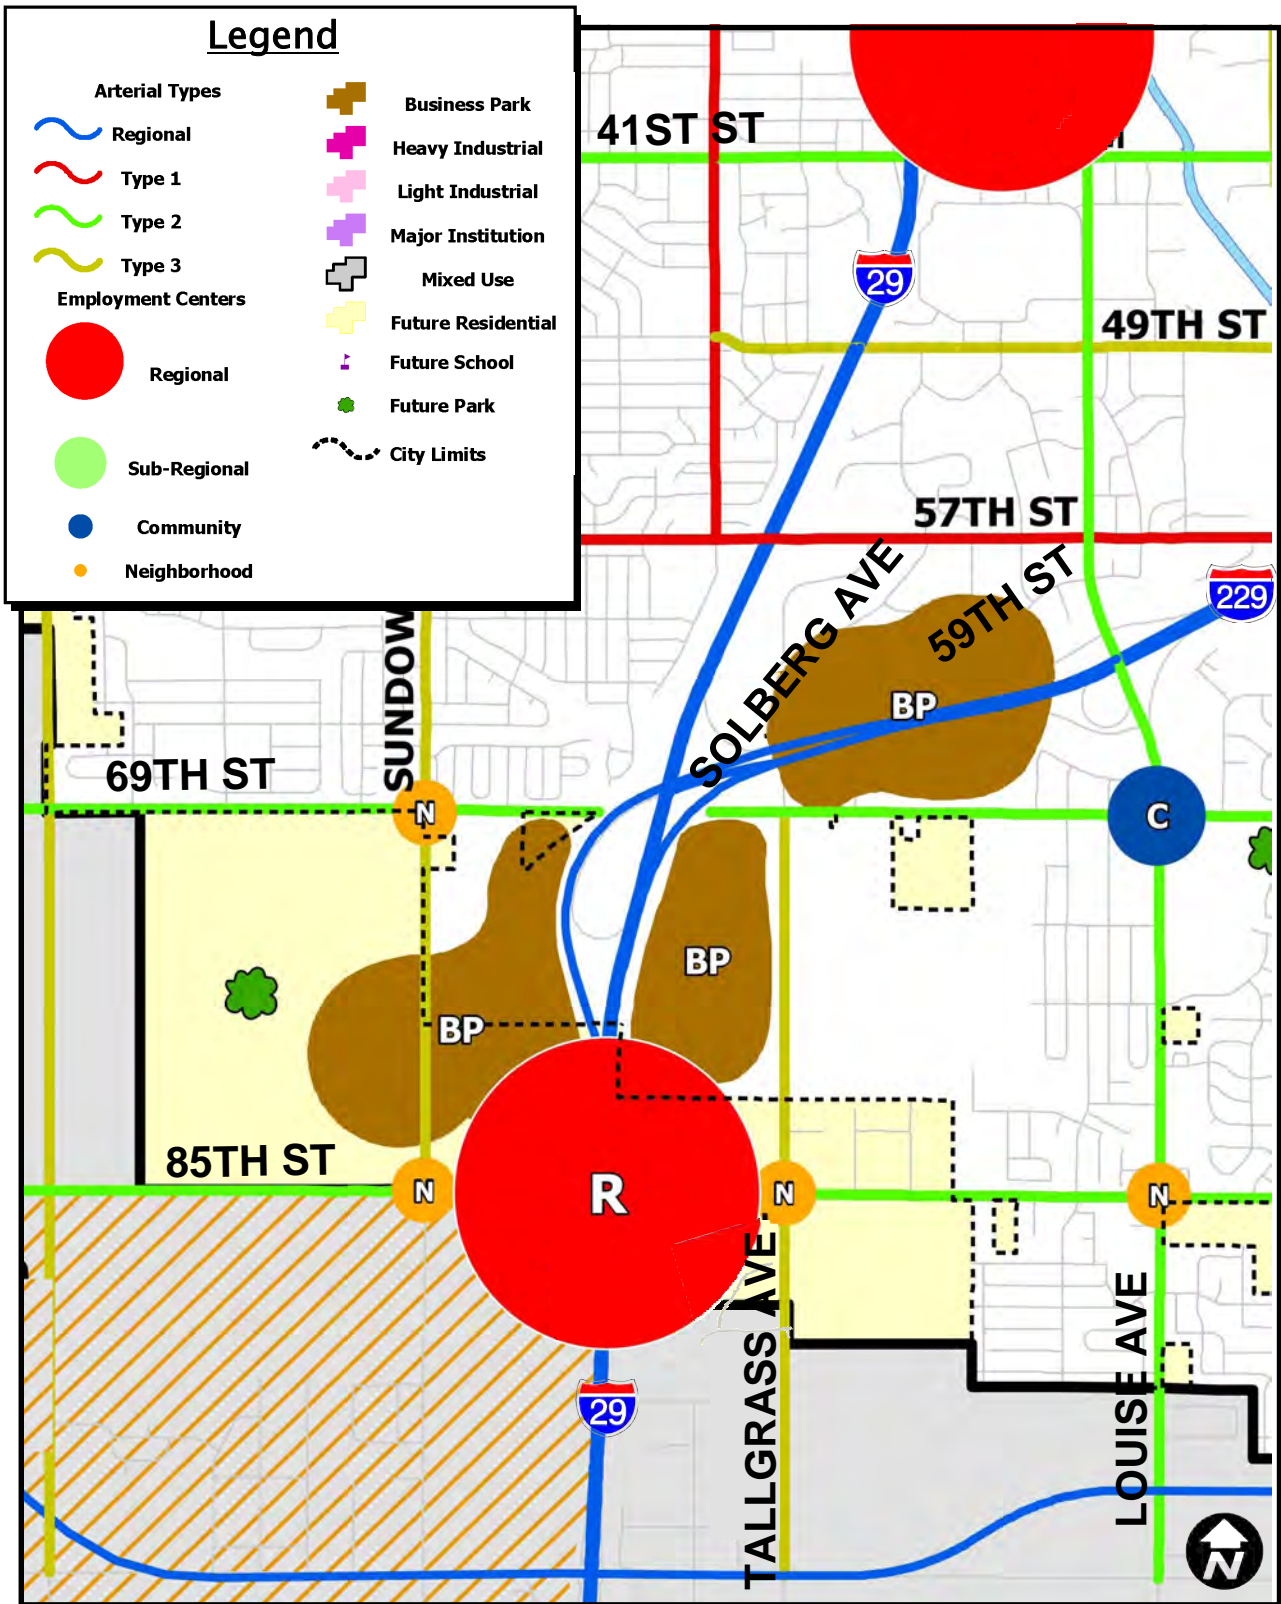 Legend
Arterial Types
Regional
Type 1
Type 2
Type 3
Employment Centers
Regional
Sub-Regional
Community
Neighborhood
Business Park
Heavy Industrial
Light Industrial
Major Institution
Mixed Use
Future Residential
Future School
Future Park
City Limits
41ST ST
29
49TH ST
57TH ST
SOLBERG AVE
59TH ST
229
BP
SUNDOW
69TH ST
N
C
BP
BP
85TH ST
N
R
N
N
TALLGRASS AVE.
LOUISE AVE
29
N